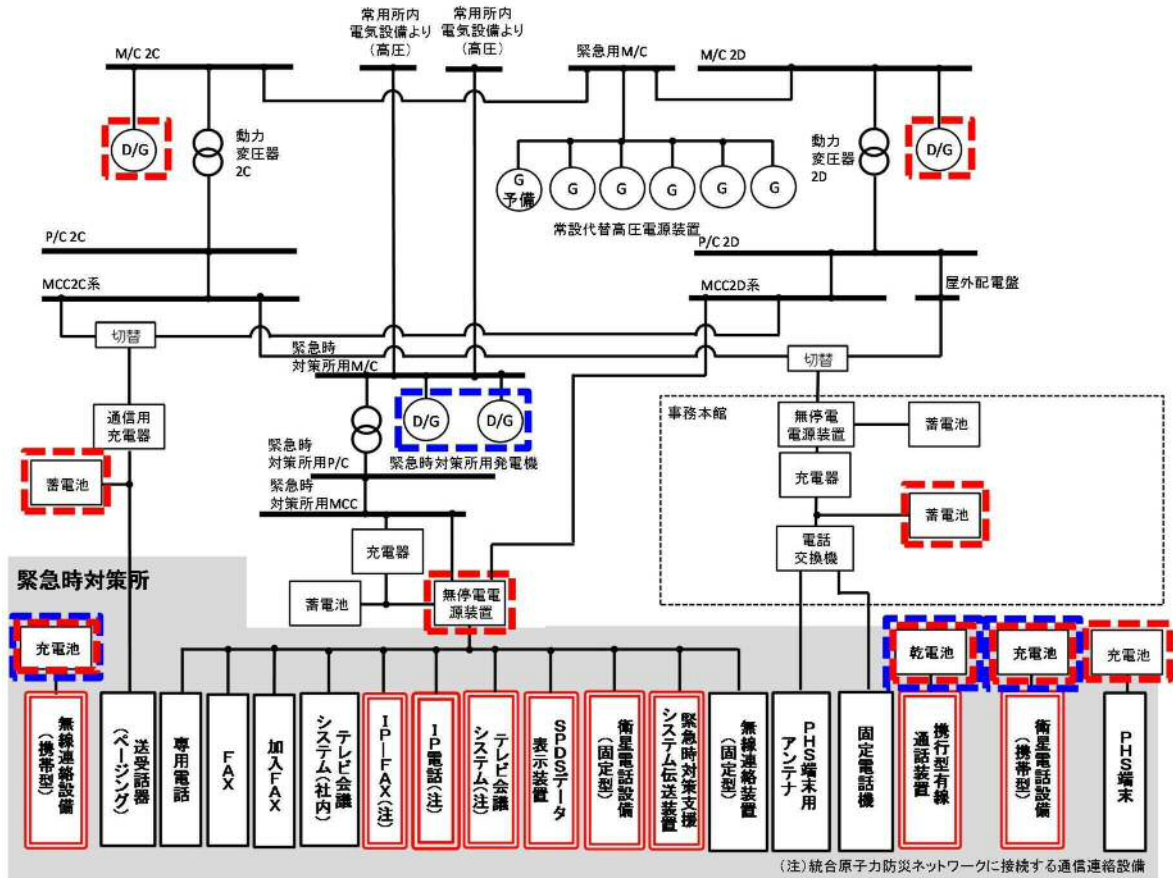 常用所内
電気設備より
(高圧)
常用所内
電気設備より
(高圧)
M/C 2C
緊急用M/C
M/C 2D
D/G
動力
変圧器
2C
G
予備
G
G
G
G
G
常設代替高圧電源装置
動力
変圧器
2D
D/G
P/C 2C
P/C 2D
MCC2C系
MCC2D系
屋外配電盤
切替
緊急時
対策所用M/C
切替
通信用
充電器
D/G
D/G
緊急時対策所用発電機
緊急時
対策所用P/C
緊急時
対策所用MCC
事務本館
無停電
電源装置
蓄電池
充電器
蓄電池
電話
交換機
蓄電池
充電器
蓄電池
無停電電
源装置
緊急時対策所
充電池
乾電池
充電池
充電池
無線連絡設備
(携帯型)
送受話器
(ページング)
専用電話
FAX
加入FAX
テレビ会議
システム(社内)
IP-FAX(注)
IP電話(注)
テレビ会議
システム(注)
SPDSデータ
表示装置
衛星電話設備
(固定型)
緊急時対策支援
システム伝送装置
無線連絡装置
(固定型)
PHS端末用
アンテナ
固定電話機
携行型有線
通話装置
衛星電話設備
(携帯型)
PHS端末
(注)統合原子力防災ネットワークに接続する通信連絡設備